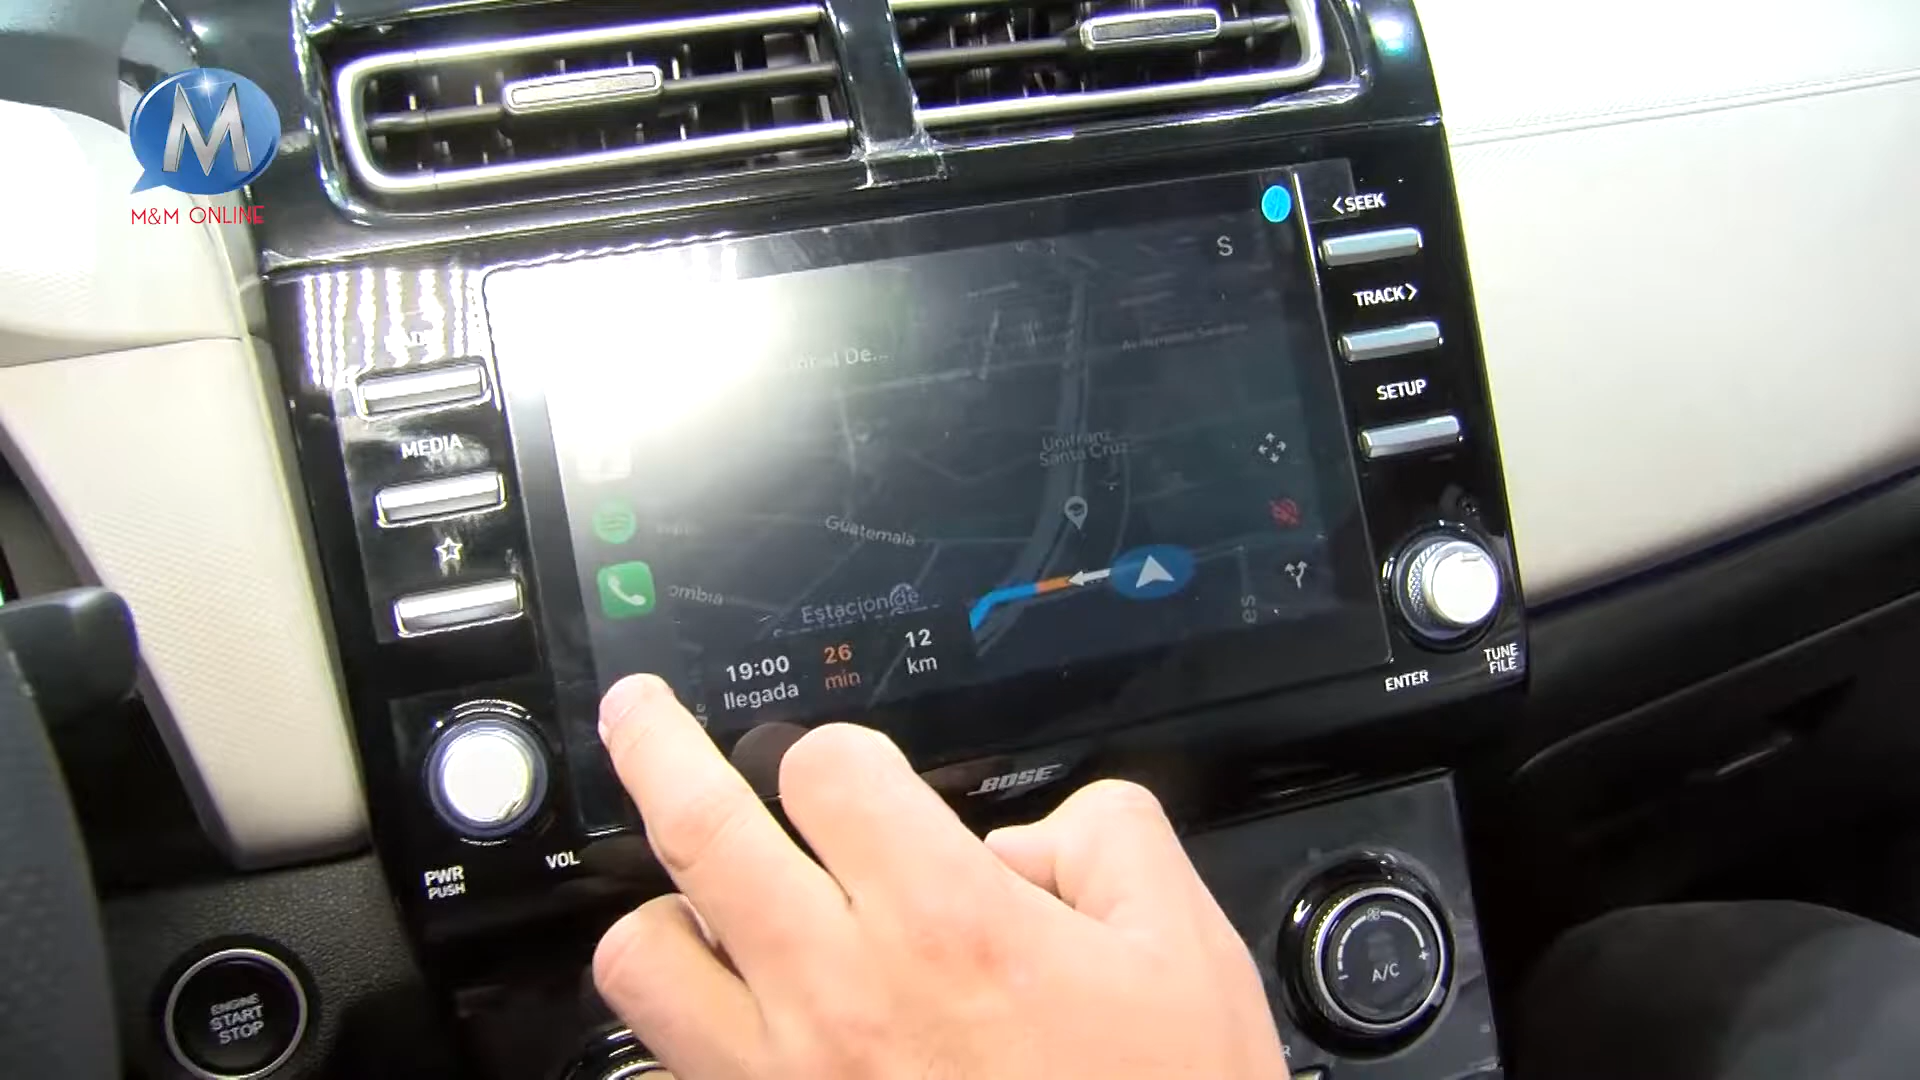 M
M&M ONLINE
<SEEK
TRACK>
SETUP
MEDIA
S
Unifranz
Santa Cruz
Guatemala
Estacion de
19:00
llegada
26
min
12
km
BOSE
ENTER
TUNE
FILE
PWR
PUSH
VOL
ENGINE
START
STOP
A/C